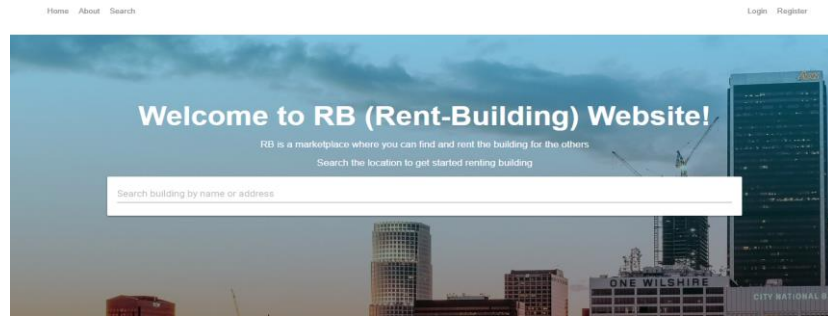 Home About Search
Login Register
Welcome to RB (Rent-Building) Website!
RB is a marketplace where you can find and rent the building for the others
Search the location to get started renting building
Search building by name or address
ONE WILSHIRE
CITY NATIONAL B